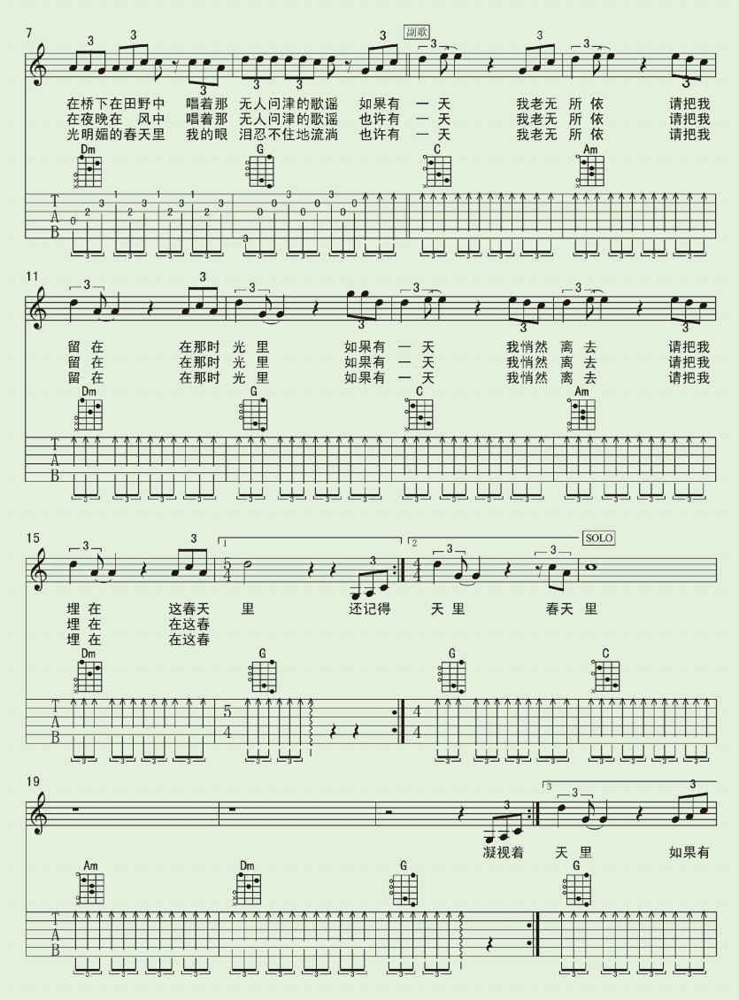 7
副歌
在桥下在田野中 唱着那 无人问津的歌谣 如果有 一 天 我老无 所 依 请把我
在夜晚在 风中 唱着那 无人问津的歌谣 也许有 一 天 我老无 所 依 请把我
光明媚的春天里 我的眼 泪忍不住地流淌 也许有 一 天 我老无 所 依 请把我
Dm G C Am
T
A
B
11
留 在 在那时 光 里 如果有 一 天 我悄然 离 去 请把我
留 在 在那时 光 里 如果有 一 天 我悄然 离 去 请把我
留 在 在那时 光 里 如果有 一 天 我悄然 离 去 请把我
Dm G C Am
T
A
B
15 1 2 SOLO
埋 在 这春天 里 还记得 天 里 春天 里
埋 在 在这春
埋 在 在这春
Dm G G C
T
A
B
19 3
凝视着 天 里 如果有
Am Dm G G
T
A
B